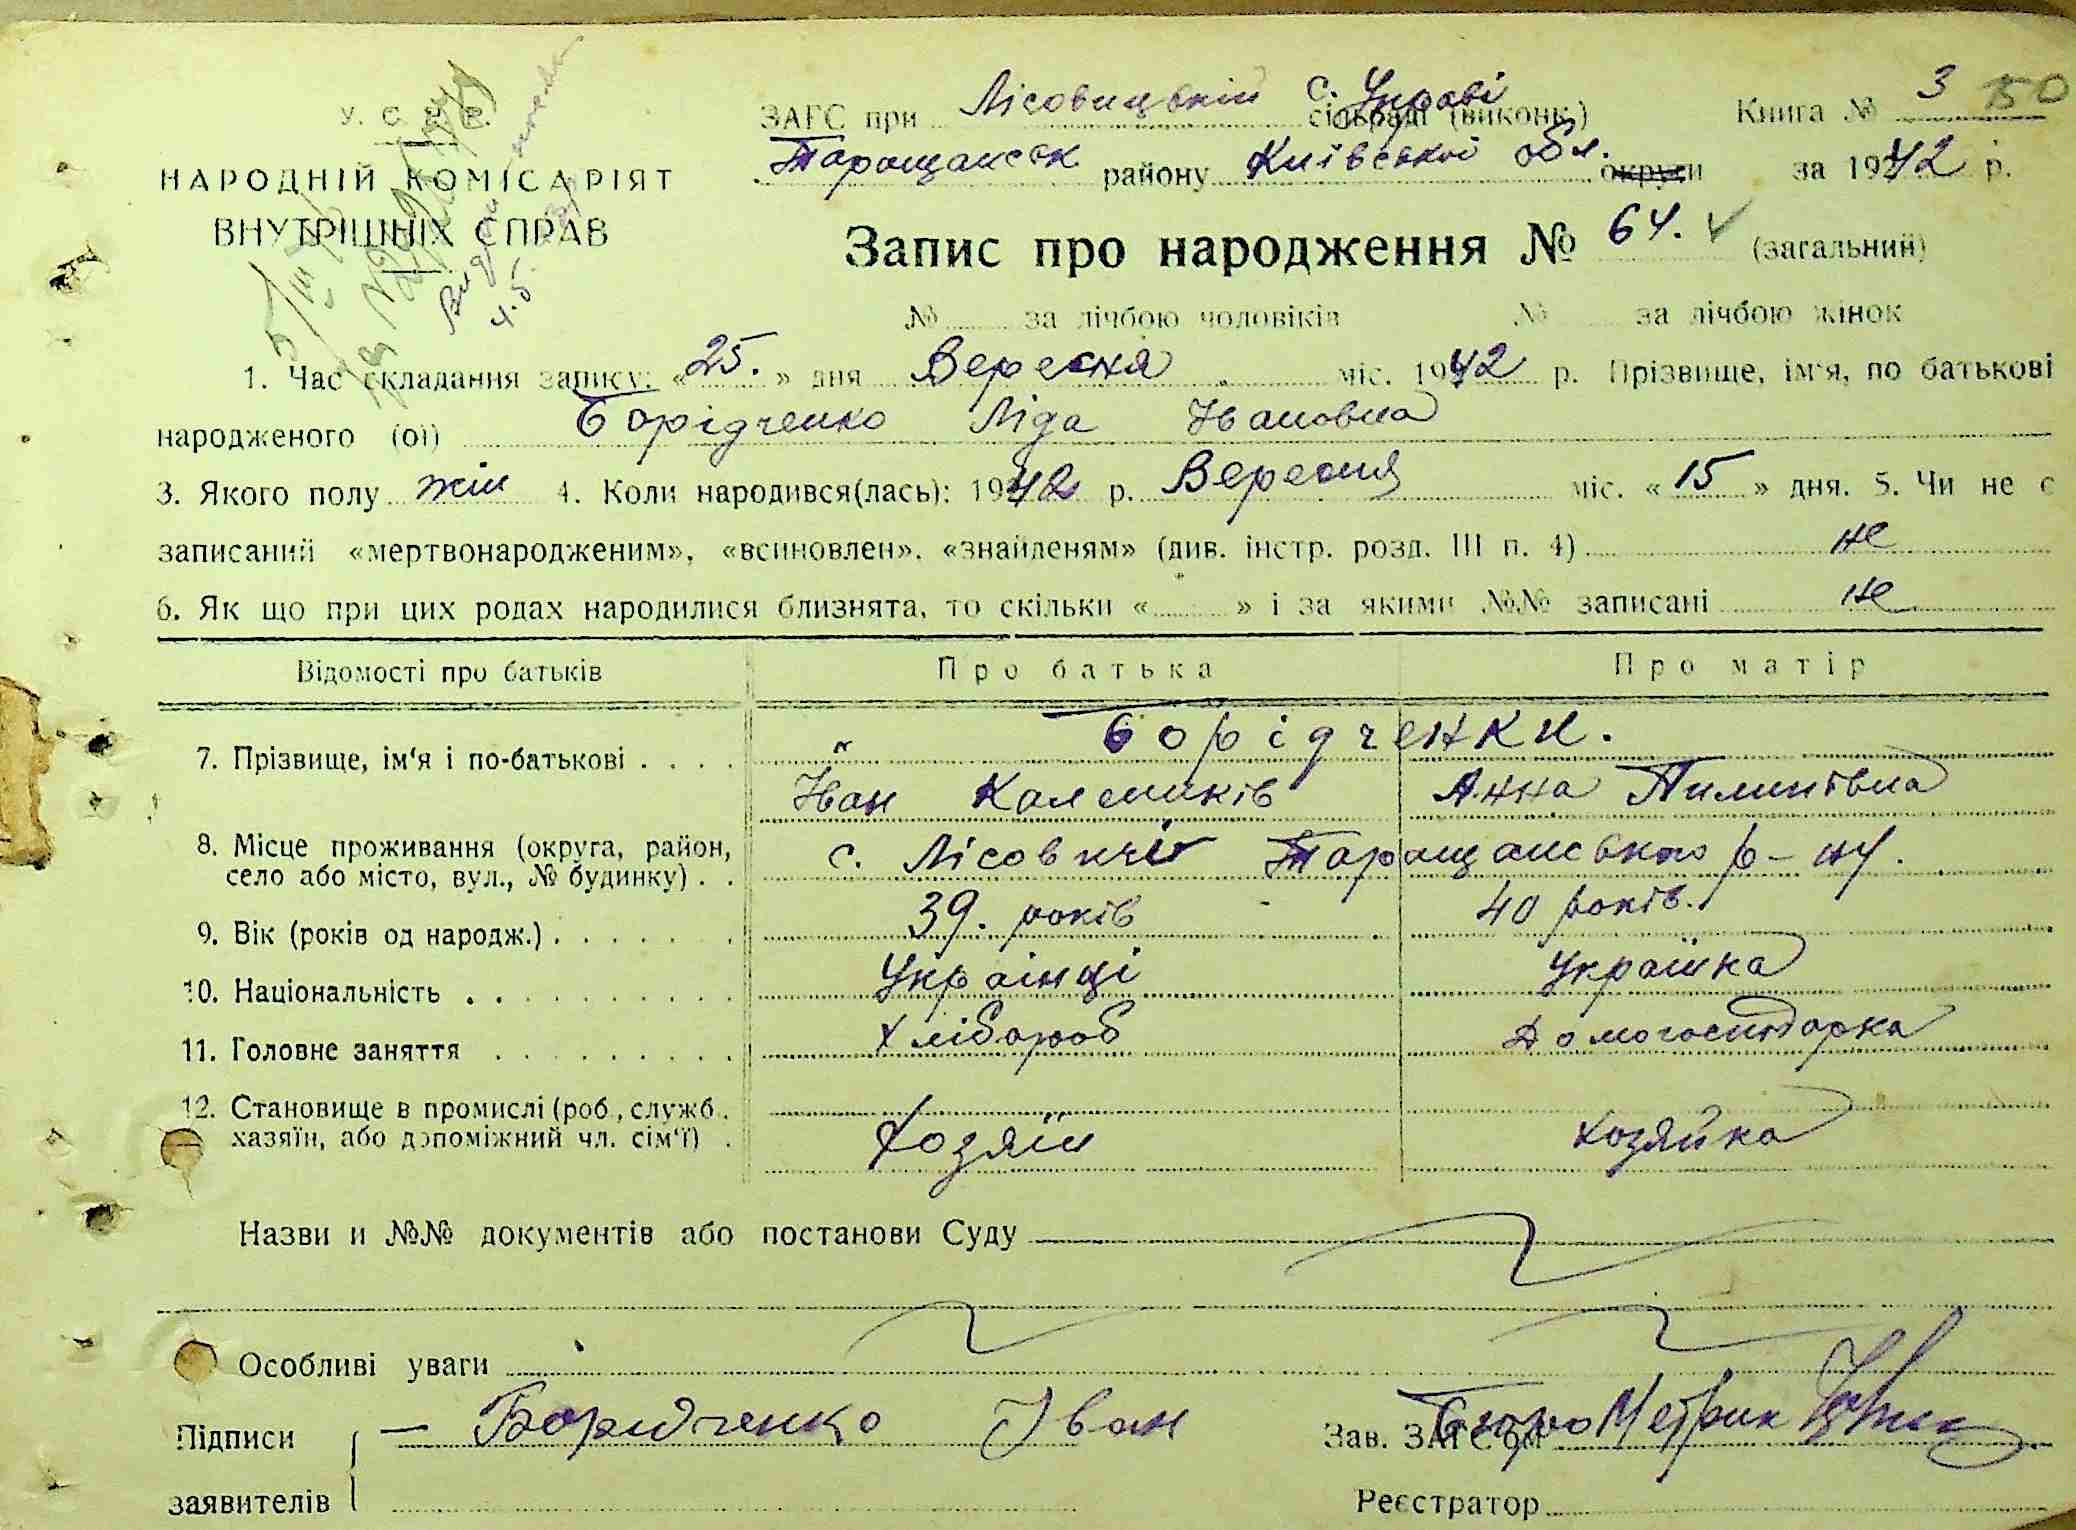 У. С. Р. Р.
НАРОДНІЙ КОМІСАРІЯТ
ВНУТРІШНІХ СПРАВ
ЗАГС при Лісовицькій с. Управі сільраді (виконк.) Книга № 3 150
Таращанськ району Київської обл. округи за 1942 р.
Запис про народження № 64. (загальний)
№ за лічбою чоловіків № за лічбою жінок
1. Час складання запису: « 25. » дня Вересня міс. 1942 р. Прізвище, ім'я, по батькові
народженого (ої) Борідченко Ліда Івановна
3. Якого полу жін 4. Коли народився(лась): 1942 р. Вересня міс. « 15 » дня. 5. Чи не є
записаний «мертвонародженим», «всиновлен», «знайденям» (див. інстр. розд. III п. 4) не
6. Як що при цих родах народилися близнята, то скільки « » і за якими №№ записані не
Відомості про батьків Про батька Про матір
7. Прізвище, ім'я і по-батькові Борідченки.
Іван Калеників Анна Пилипівна
8. Місце проживання (округа, район, с. Лісовичі Таращанського р-ну.
село або місто, вул., № будинку)
9. Вік (років од народж.) 39. років 40 років.
10. Національність Українці Українка
11. Головне заняття Хлібороб Домогосподарка
12. Становище в промислі (роб., служб.
хазяїн, або допоміжний чл. сім'ї) Хозяїн хозяйка
Назви и №№ документів або постанови Суду
Особливі уваги
Підписи — Боридченко Іван Зав. ЗАГС'ом Бюро Метрик
заявителів Реєстратор